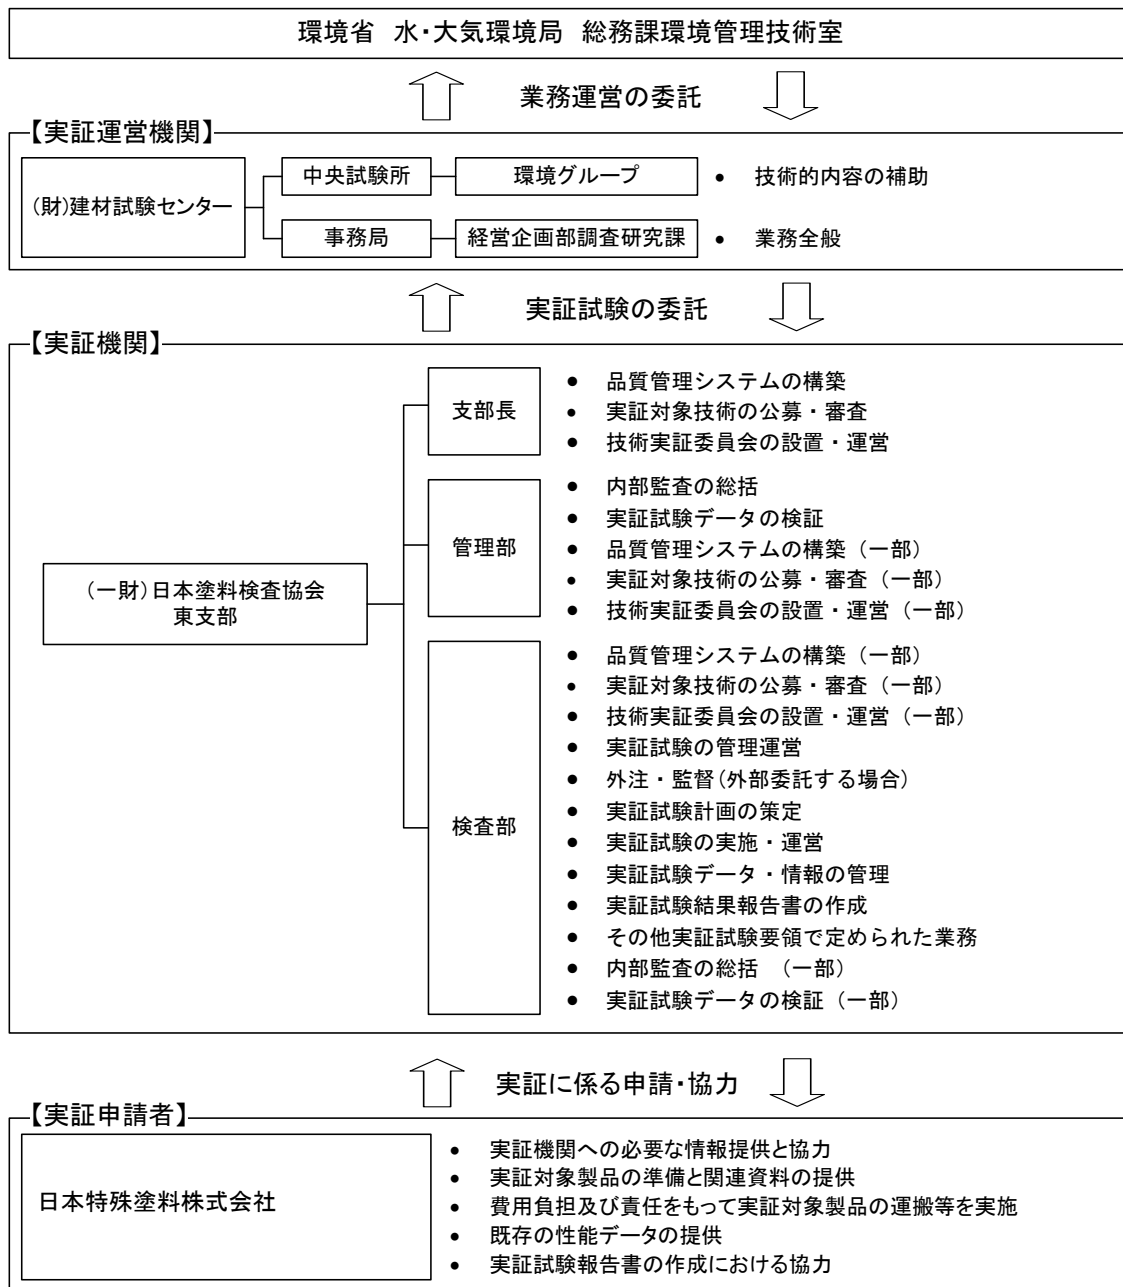 環境省 水・大気環境局 総務課環境管理技術室
業務運営の委託
【実証運営機関】
(財)建材試験センター
中央試験所
環境グループ
• 技術的内容の補助
事務局
経営企画部調査研究課
• 業務全般
実証試験の委託
【実証機関】
(一財)日本塗料検査協会
東支部
支部長
• 品質管理システムの構築
• 実証対象技術の公募・審査
• 技術実証委員会の設置・運営
管理部
• 内部監査の総括
• 実証試験データの検証
• 品質管理システムの構築(一部)
• 実証対象技術の公募・審査(一部)
• 技術実証委員会の設置・運営(一部)
検査部
• 品質管理システムの構築(一部)
• 実証対象技術の公募・審査(一部)
• 技術実証委員会の設置・運営(一部)
• 実証試験の管理運営
• 外注・監督(外部委託する場合)
• 実証試験計画の策定
• 実証試験の実施・運営
• 実証試験データ・情報の管理
• 実証試験結果報告書の作成
• その他実証試験要領で定められた業務
• 内部監査の総括 (一部)
• 実証試験データの検証(一部)
実証に係る申請・協力
【実証申請者】
日本特殊塗料株式会社
• 実証機関への必要な情報提供と協力
• 実証対象製品の準備と関連資料の提供
• 費用負担及び責任をもって実証対象製品の運搬等を実施
• 既存の性能データの提供
• 実証試験報告書の作成における協力